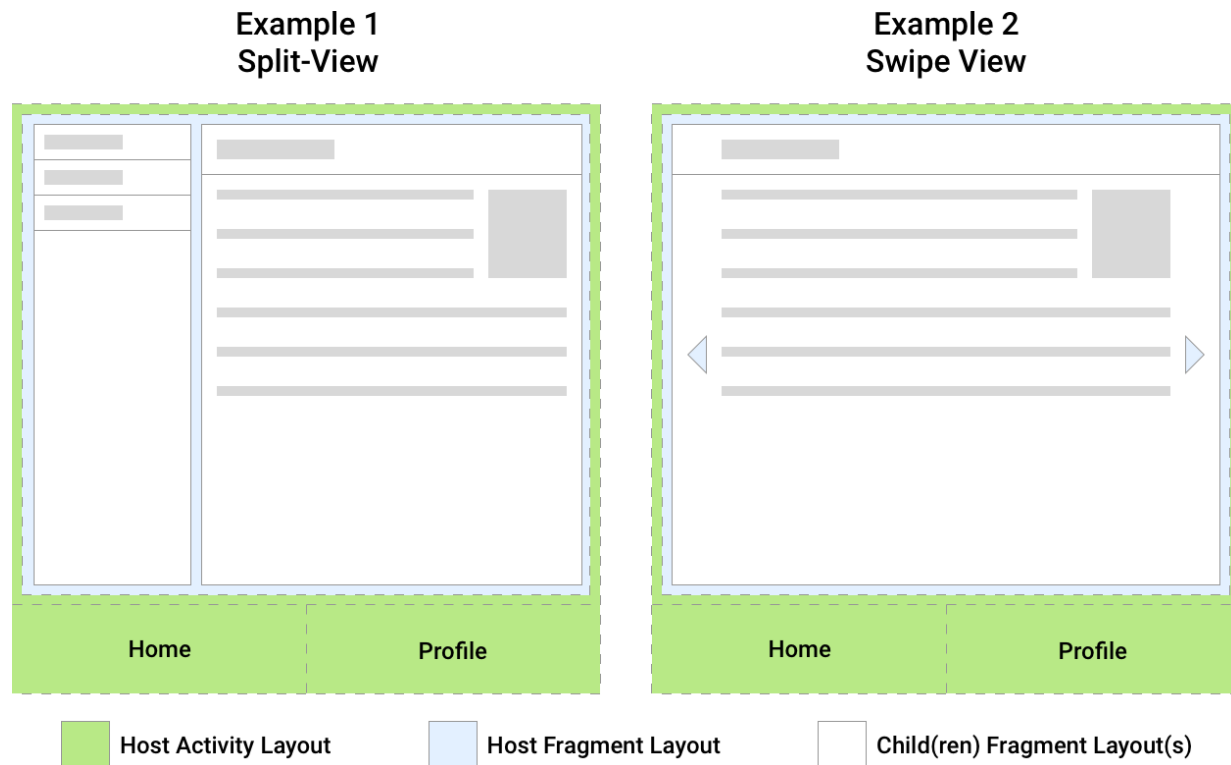 Example 1
Split-View
Example 2
Swipe View
Home
Profile
Home
Profile
Host Activity Layout
Host Fragment Layout
Child(ren) Fragment Layout(s)